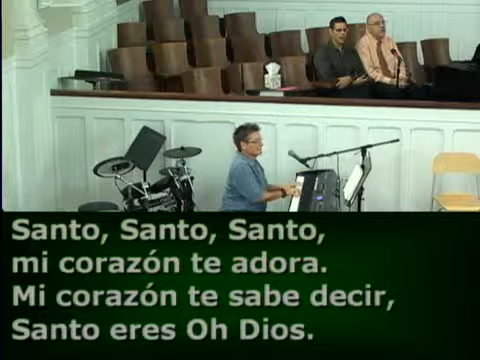 Santo, Santo, Santo,
mi corazón te adora.
Mi corazón te sabe decir,
Santo eres Oh Dios.